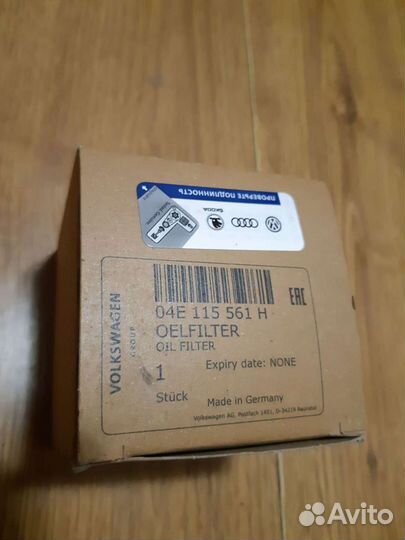 ПРОВЕРЬТЕ ПОДЛИННОСТЬ
ŠKODA
VOLKSWAGEN
GROUP
04E 115 561 H
OELFILTER
OIL FILTER
1
Expiry date: NONE
Stück
Made in Germany
Volkswagen AG, Postfach 1451, D-34219 Baunatal
EAC
Avito